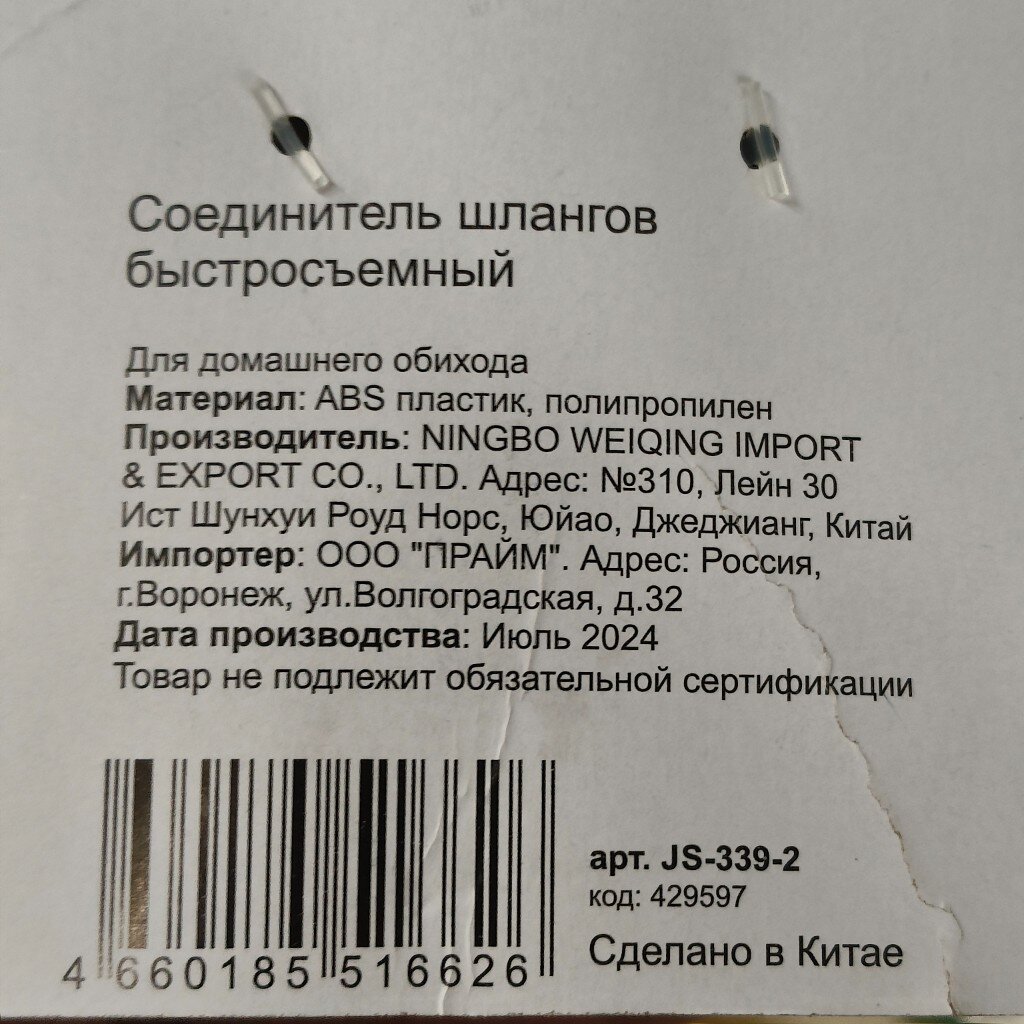 Соединитель шлангов
быстросъемный
Для домашнего обихода
Материал: ABS пластик, полипропилен
Производитель: NINGBO WEIQING IMPORT
& EXPORT CO., LTD. Адрес: №310, Лейн 30
Ист Шунхуи Роуд Норс, Юйао, Джеджианг, Китай
Импортер: ООО "ПРАЙМ". Адрес: Россия,
г.Воронеж, ул.Волгоградская, д.32
Дата производства: Июль 2024
Товар не подлежит обязательной сертификации
арт. JS-339-2
код: 429597
Сделано в Китае
4 660185 516626